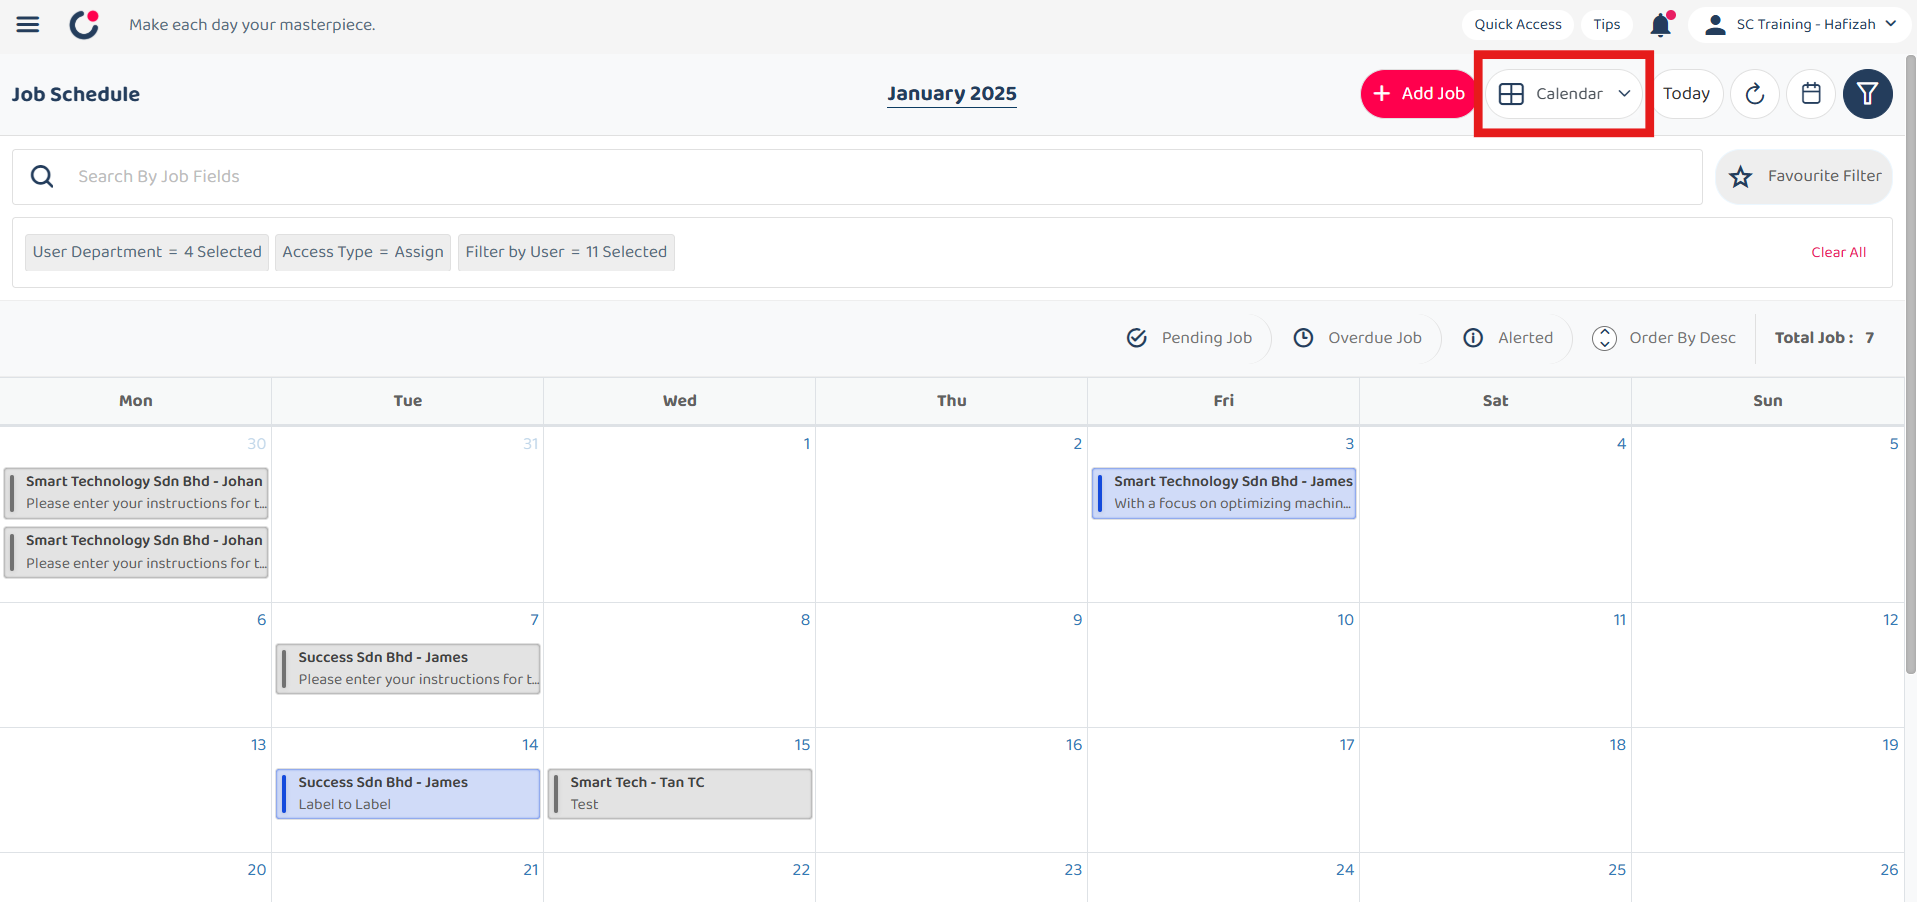 Make each day your masterpiece.
Quick Access
Tips
SC Training - Hafizah
Job Schedule
January 2025
+ Add Job
Calendar
Today
Search By Job Fields
Favourite Filter
User Department = 4 Selected
Access Type = Assign
Filter by User = 11 Selected
Clear All
Pending Job
Overdue Job
Alerted
Order By Desc
Total Job : 7
Mon Tue Wed Thu Fri Sat Sun
30 31 1 2 3 4 5
Smart Technology Sdn Bhd - Johan
Please enter your instructions for t...
Smart Technology Sdn Bhd - Johan
Please enter your instructions for t...
Smart Technology Sdn Bhd - James
With a focus on optimizing machin...
6 7 8 9 10 11 12
Success Sdn Bhd - James
Please enter your instructions for t...
13 14 15 16 17 18 19
Success Sdn Bhd - James
Label to Label
Smart Tech - Tan TC
Test
20 21 22 23 24 25 26